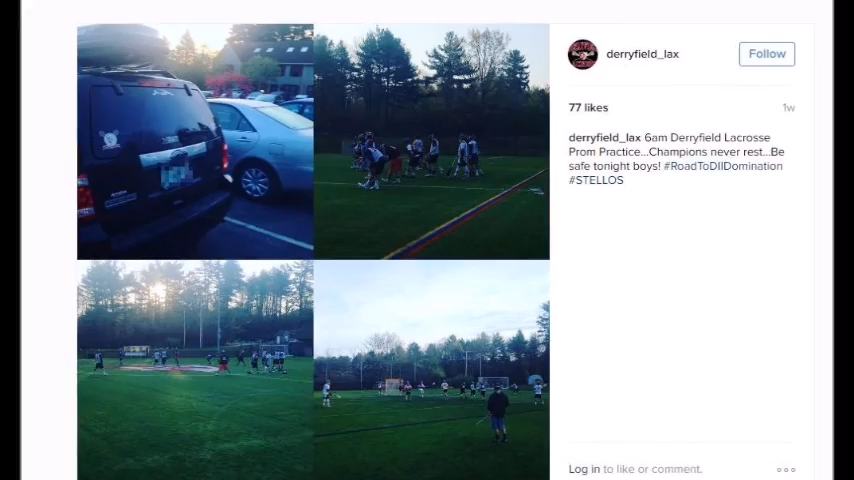 derryfield_lax
Follow
77 likes
1w
derryfield_lax 6am Derryfield Lacrosse
Prom Practice...Champions never rest...Be
safe tonight boys! #RoadToDIIDomination
#STELLOS
Log in to like or comment.